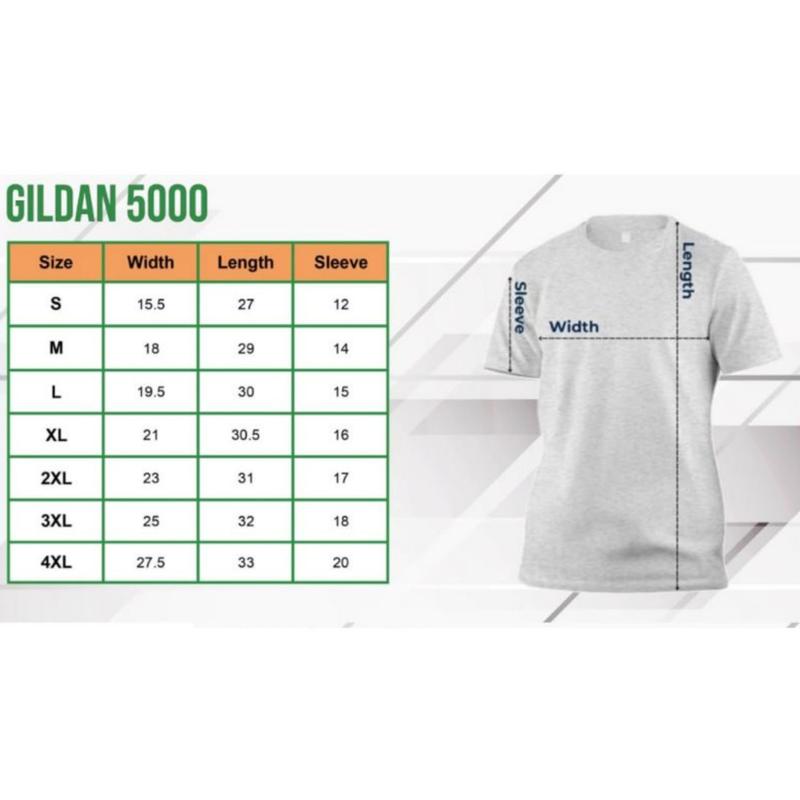 GILDAN 5000
Size Width Length Sleeve
S 15.5 27 12
M 18 29 14
L 19.5 30 15
XL 21 30.5 16
2XL 23 31 17
3XL 25 32 18
4XL 27.5 33 20
Sleeve
Width
Length